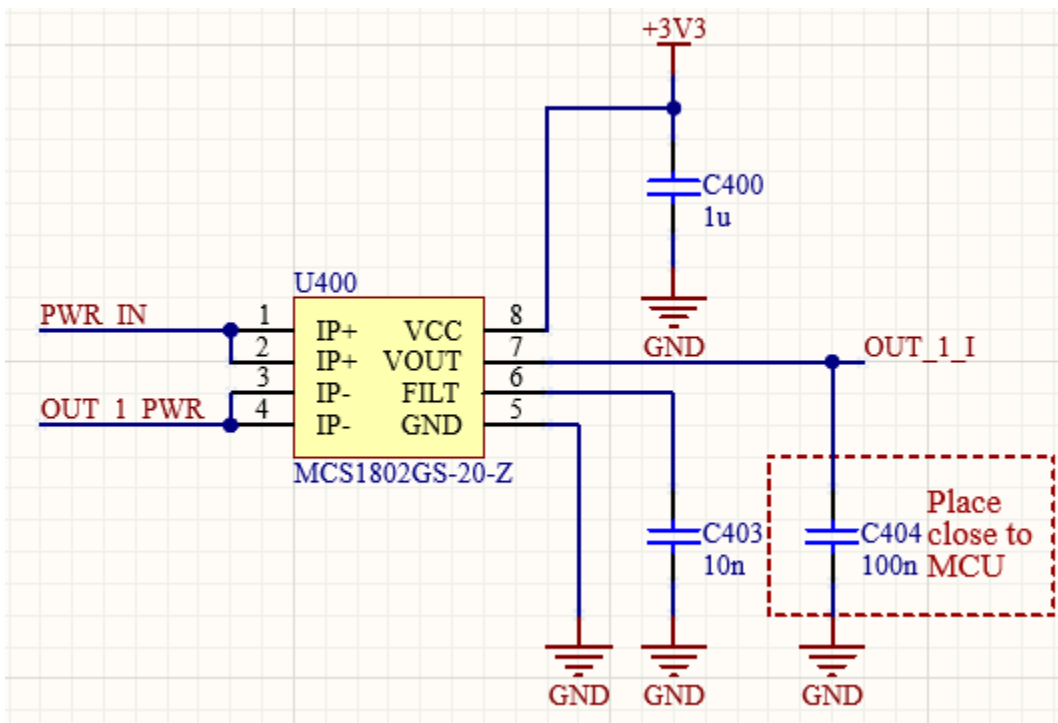 +3V3
C400
1u
GND
U400
PWR_IN
OUT_1_PWR
1
2
3
4
IP+
IP+
IP-
IP-
VCC
VOUT
FILT
GND
8
7
6
5
MCS1802GS-20-Z
OUT_1_I
C403
10n
C404
100n
Place
close to
MCU
GND
GND
GND